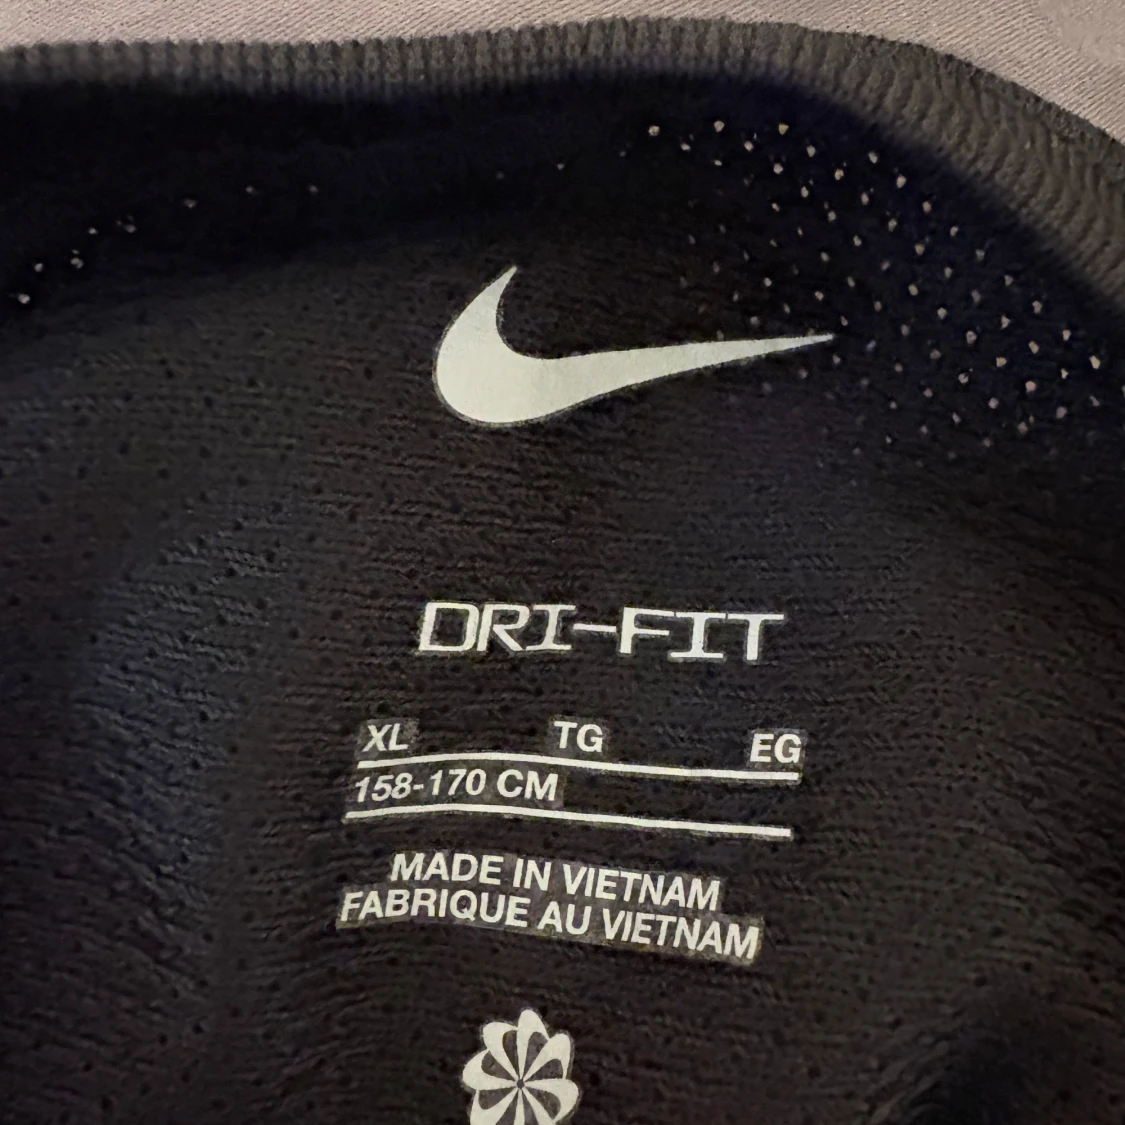 DRI-FIT
XL TG EG
158-170 CM
MADE IN VIETNAM
FABRIQUE AU VIETNAM